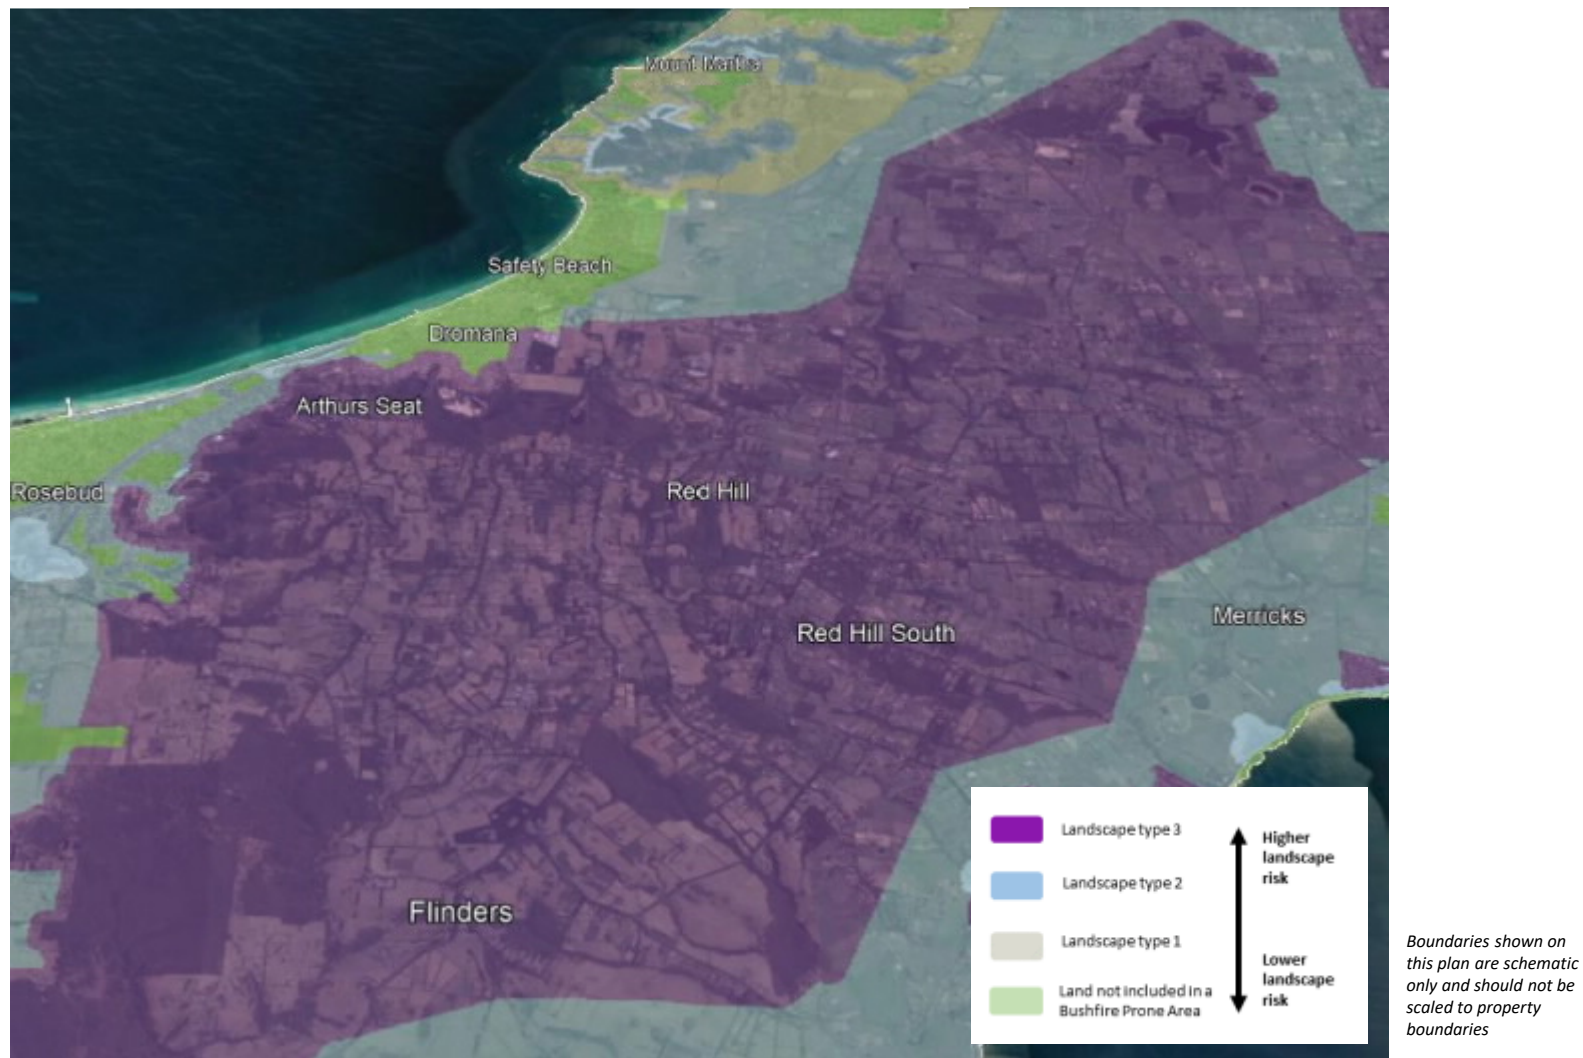 Mount Martha
Safety Beach
Dromana
Arthurs Seat
Rosebud
Red Hill
Red Hill South
Merricks
Flinders
Landscape type 3
Landscape type 2
Landscape type 1
Land not included in a
Bushfire Prone Area
Higher
landscape
risk
Lower
landscape
risk
Boundaries shown on
this plan are schematic
only and should not be
scaled to property
boundaries